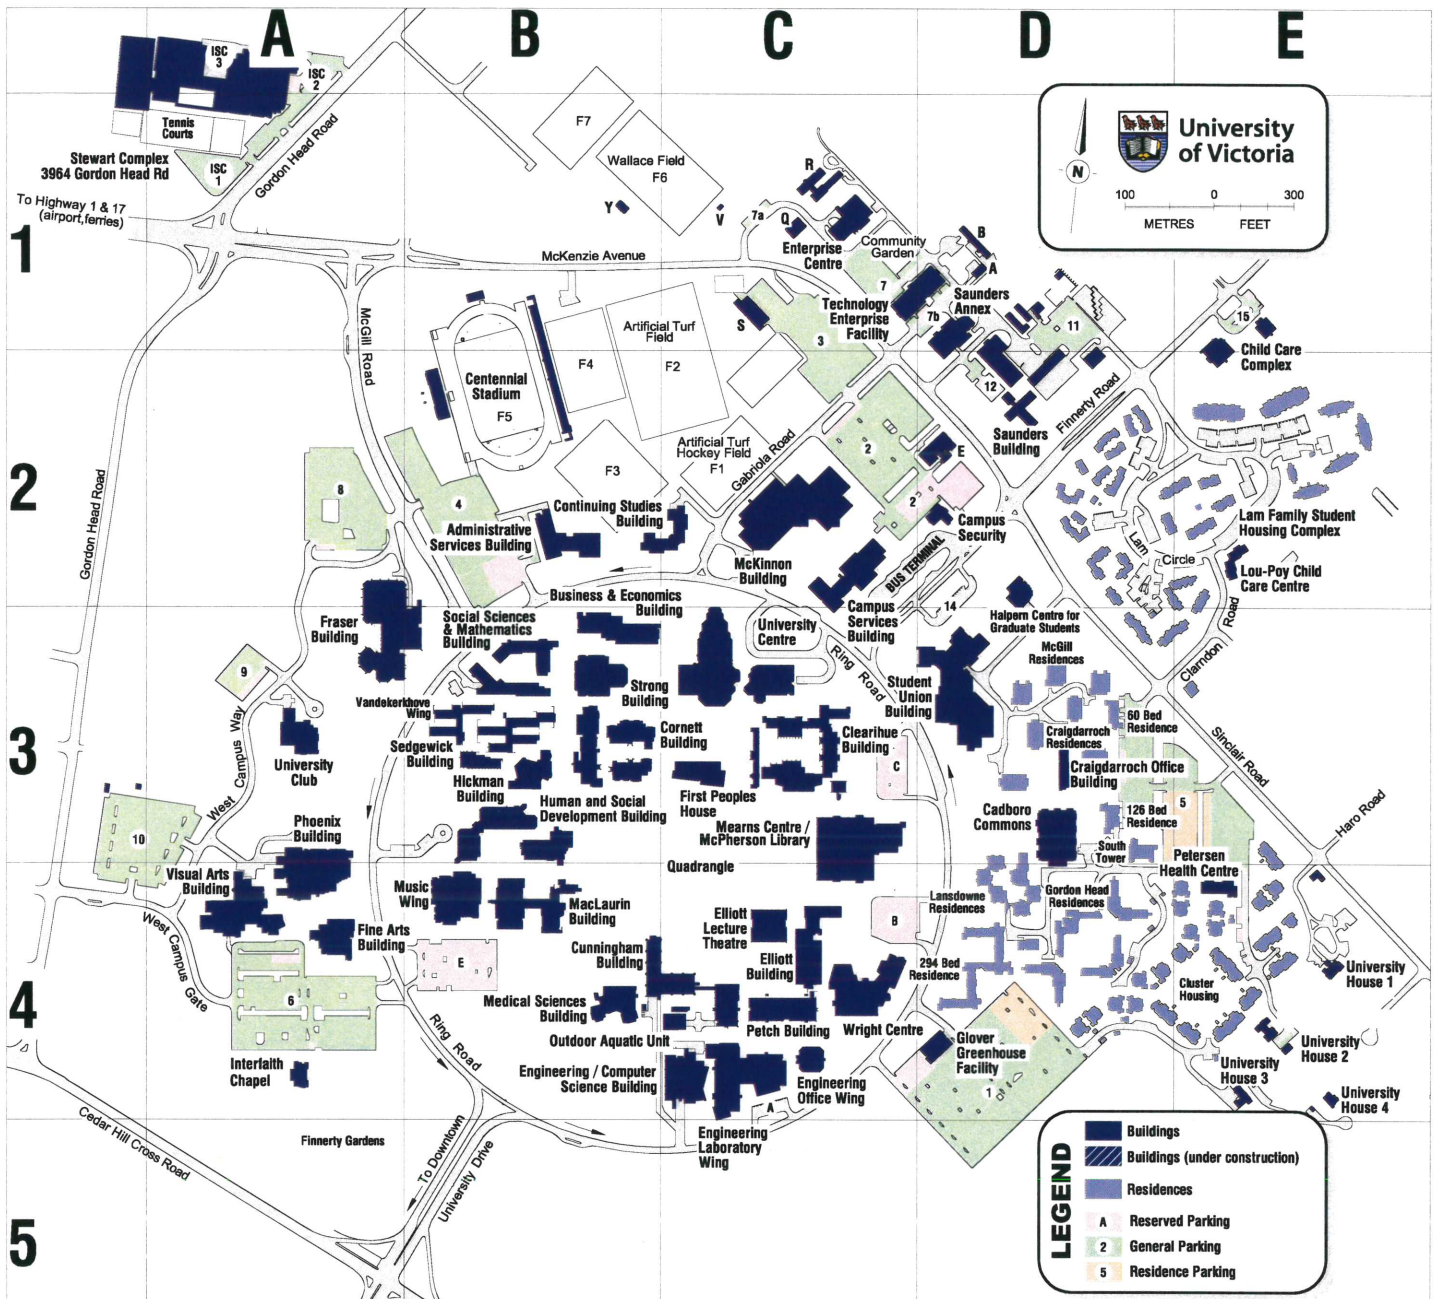 A
B
C
D
E
1
2
3
4
5
ISC
3
ISC
2
Tennis
Courts
ISC
1
Stewart Complex
3964 Gordon Head Rd
Gordon Head Road
To Highway 1 & 17
(airport,ferries)
F7
Wallace Field
F6
Y
V
R
7a
Q
Enterprise
Centre
Community
Garden
B
A
University
of Victoria
N
100
0
300
METRES
FEET
McKenzie Avenue
7
Technology
Enterprise
Facility
7b
Saunders
Annex
S
3
11
15
Child Care
Complex
McGill Road
Centennial
Stadium
F5
F4
Artificial Turf
Field
F2
12
Finnerty Road
Saunders
Building
F3
Artificial Turf
Hockey Field
F1
Gabriola Road
2
E
2
Gordon Head Road
8
4
Administrative
Services Building
Continuing Studies
Building
McKinnon
Building
BUS TERMINAL
Campus
Security
Lam
Circle
Lam Family Student
Housing Complex
Lou-Poy Child
Care Centre
Clarndon Road
Fraser
Building
Social Sciences
& Mathematics
Building
Business & Economics
Building
University
Centre
Campus
Services
Building
14
Halpern Centre for
Graduate Students
McGill
Residences
Ring Road
Student
Union
Building
9
West Campus Way
University
Club
Vandekerkhove
Wing
Sedgewick
Building
Hickman
Building
Strong
Building
Cornett
Building
Human and Social
Development Building
First Peoples
House
Clearihue
Building
C
Craigdarroch
Residences
60 Bed
Residence
Craigdarroch Office
Building
Sinclair Road
Haro Road
126 Bed
Residence
5
Cadboro
Commons
South
Tower
Petersen
Health Centre
10
Phoenix
Building
Visual Arts
Building
West Campus Gate
Fine Arts
Building
Music
Wing
MacLaurin
Building
Mearns Centre /
McPherson Library
Quadrangle
Elliott
Lecture
Theatre
Elliott
Building
B
Lansdowne
Residences
Gordon Head
Residences
294 Bed
Residence
Cluster
Housing
University
House 1
University
House 2
University
House 3
University
House 4
E
6
Interfaith
Chapel
Ring Road
Cunningham
Building
Medical Sciences
Building
Outdoor Aquatic Unit
Engineering / Computer
Science Building
Petch Building
Wright Centre
Engineering
Office Wing
A
Engineering
Laboratory
Wing
Glover
Greenhouse
Facility
1
Cedar Hill Cross Road
Finnerty Gardens
To Downtown
University Drive
LEGEND
Buildings
Buildings (under construction)
Residences
A Reserved Parking
2 General Parking
5 Residence Parking